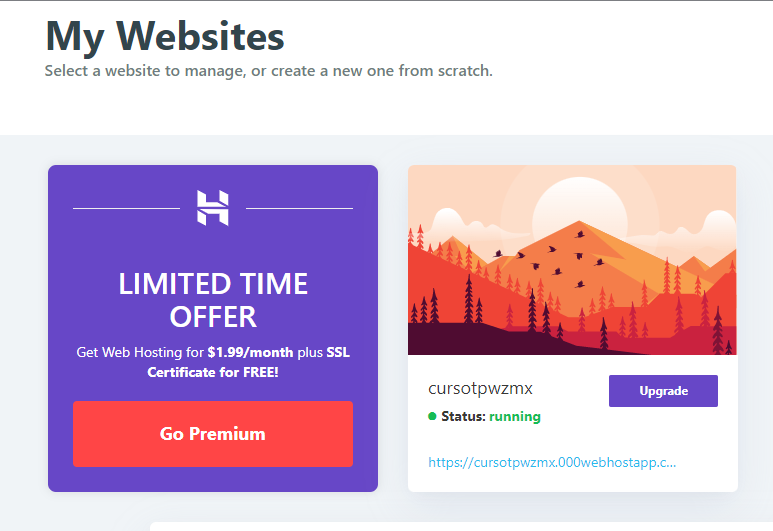 My Websites
Select a website to manage, or create a new one from scratch.
LIMITED TIME
OFFER
Get Web Hosting for $1.99/month plus SSL
Certificate for FREE!
Go Premium
cursotpwzmx
Upgrade
Status: running
https://cursotpwzmx.000webhostapp.c...